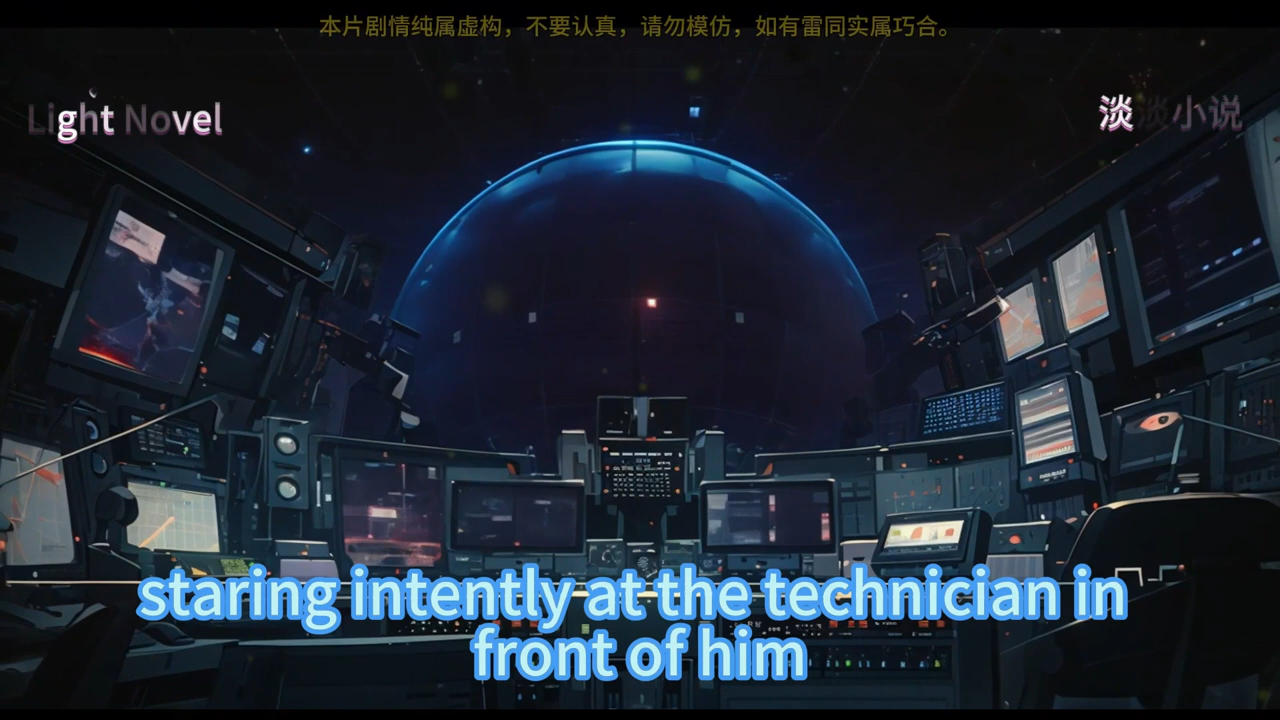 本片剧情纯属虚构，不要认真，请勿模仿，如有雷同实属巧合。
Light Novel
淡淡小说
staring intently at the technician in
front of him